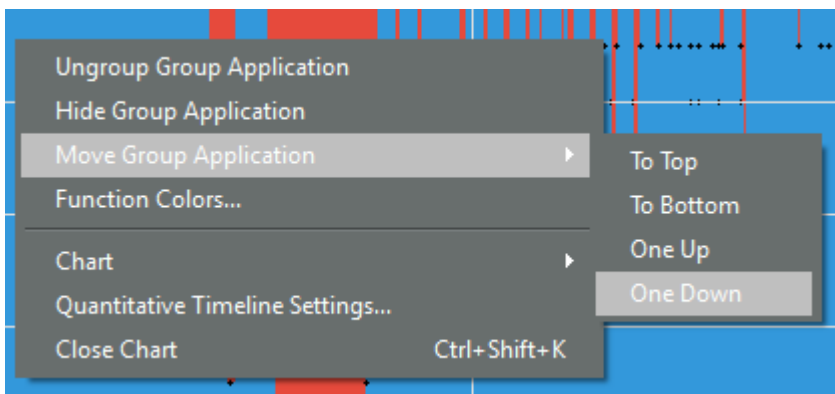 Ungroup Group Application
Hide Group Application
Move Group Application
Function Colors...
Chart
Quantitative Timeline Settings...
Close Chart Ctrl+Shift+K
To Top
To Bottom
One Up
One Down